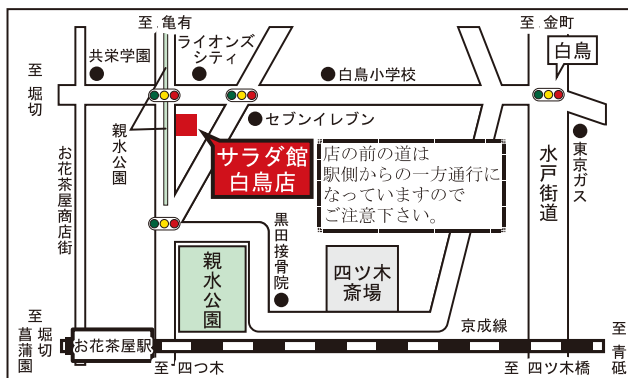 至 亀有
至 金町
共栄学園
ライオンズ
シティ
白鳥
至 堀切
白鳥小学校
セブンイレブン
親水公園
サラダ館
白鳥店
店の前の道は
駅側からの一方通行に
なっていますので
ご注意下さい。
お花茶屋商店街
水戸街道
東京ガス
黒田接骨院
親水公園
四ツ木
斎場
京成線
至 堀切
菖蒲園
お花茶屋駅
至 四つ木
至 四ツ木橋
至 青砥